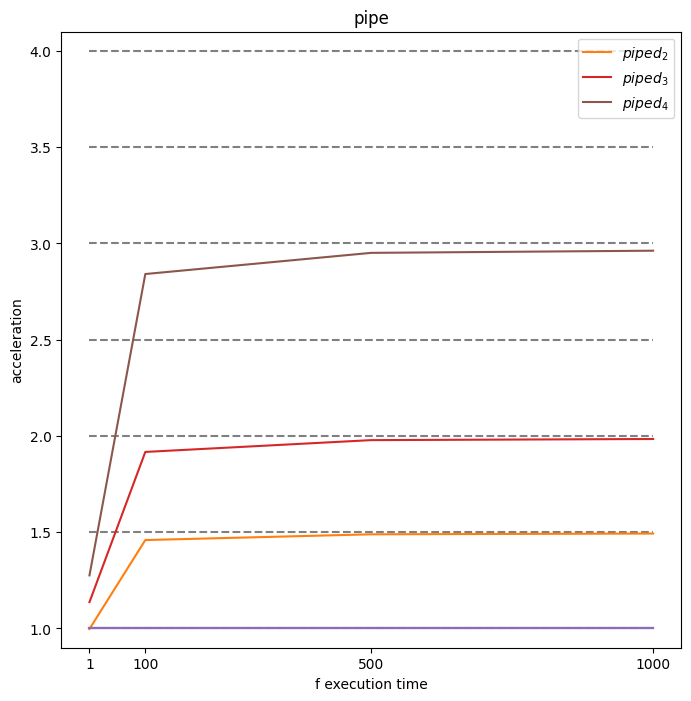 pipe
acceleration
4.0
3.5
3.0
2.5
2.0
1.5
1.0
piped₂
piped₃
piped₄
1 100 500 1000
f execution time